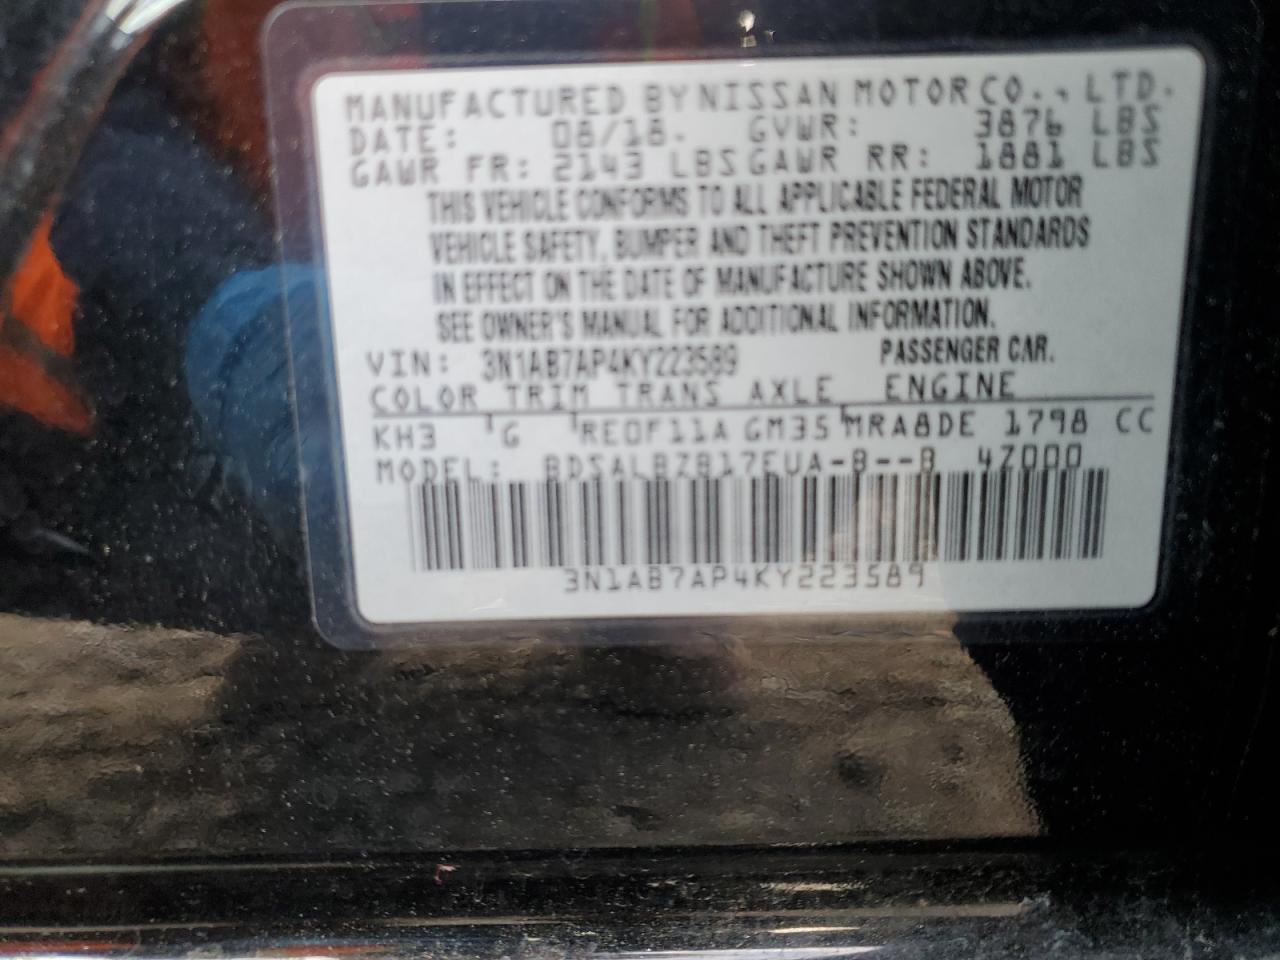 MANUFACTURED BY NISSAN MOTOR CO., LTD.
DATE: 08/18. GVWR: 3876 LBS
GAWR FR: 2143 LBS GAWR RR: 1881 LBS
THIS VEHICLE CONFORMS TO ALL APPLICABLE FEDERAL MOTOR
VEHICLE SAFETY, BUMPER AND THEFT PREVENTION STANDARDS
IN EFFECT ON THE DATE OF MANUFACTURE SHOWN ABOVE.
SEE OWNER'S MANUAL FOR ADDITIONAL INFORMATION.
VIN: 3N1AB7AP4KY223589 PASSENGER CAR.
COLOR TRIM TRANS AXLE ENGINE
KH3 G RE0F11A GM35 MRA8DE 1798 CC
MODEL: BDSALBZB17EUA-B--B 4Z000
3N1AB7AP4KY223589